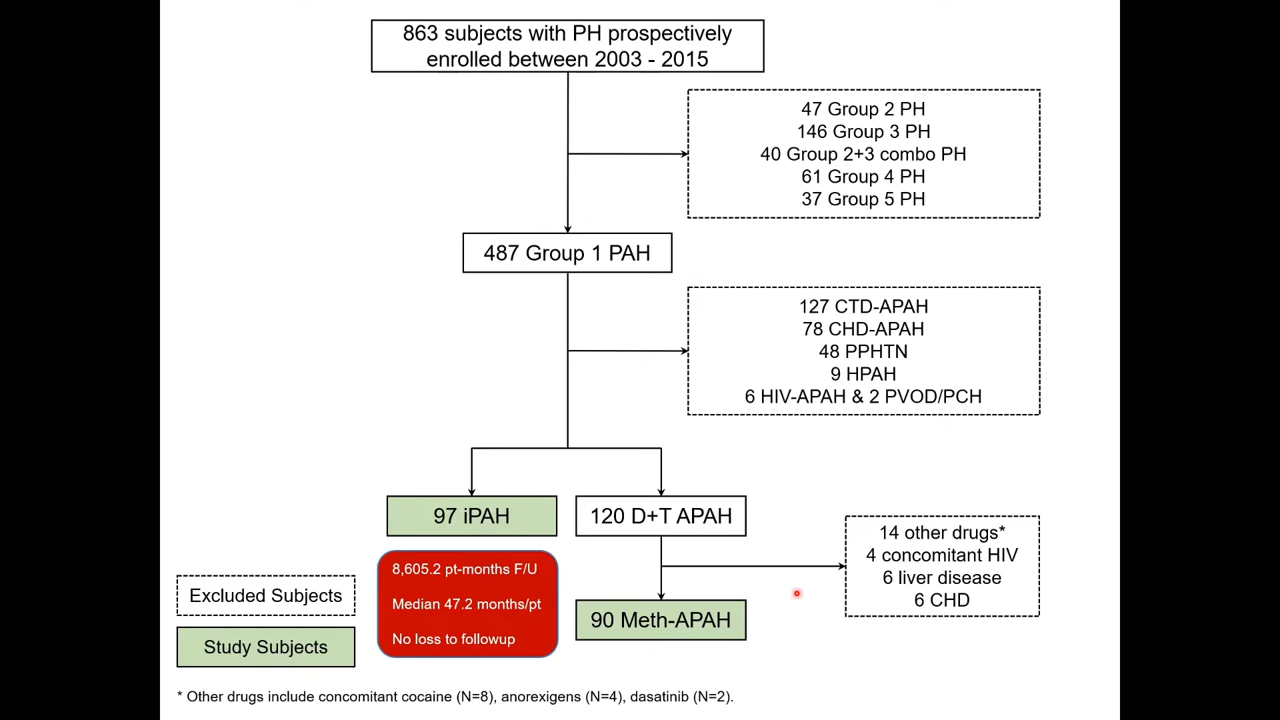 863 subjects with PH prospectively
enrolled between 2003 - 2015
47 Group 2 PH
146 Group 3 PH
40 Group 2+3 combo PH
61 Group 4 PH
37 Group 5 PH
487 Group 1 PAH
127 CTD-APAH
78 CHD-APAH
48 PPHTN
9 HPAH
6 HIV-APAH & 2 PVOD/PCH
97 iPAH
120 D+T APAH
14 other drugs*
4 concomitant HIV
6 liver disease
6 CHD
8,605.2 pt-months F/U
Median 47.2 months/pt
No loss to followup
90 Meth-APAH
Excluded Subjects
Study Subjects
* Other drugs include concomitant cocaine (N=8), anorexigens (N=4), dasatinib (N=2).